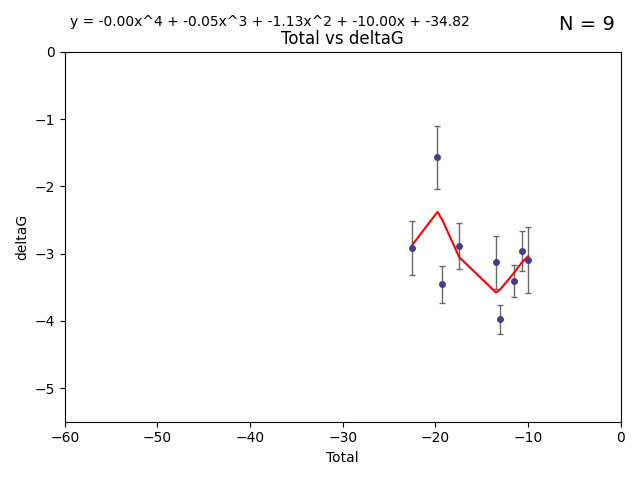 y = -0.00x^4 + -0.05x^3 + -1.13x^2 + -10.00x + -34.82
N = 9
Total vs deltaG
0
−1
−2
−3
−4
−5
deltaG
−60 −50 −40 −30 −20 −10 0
Total